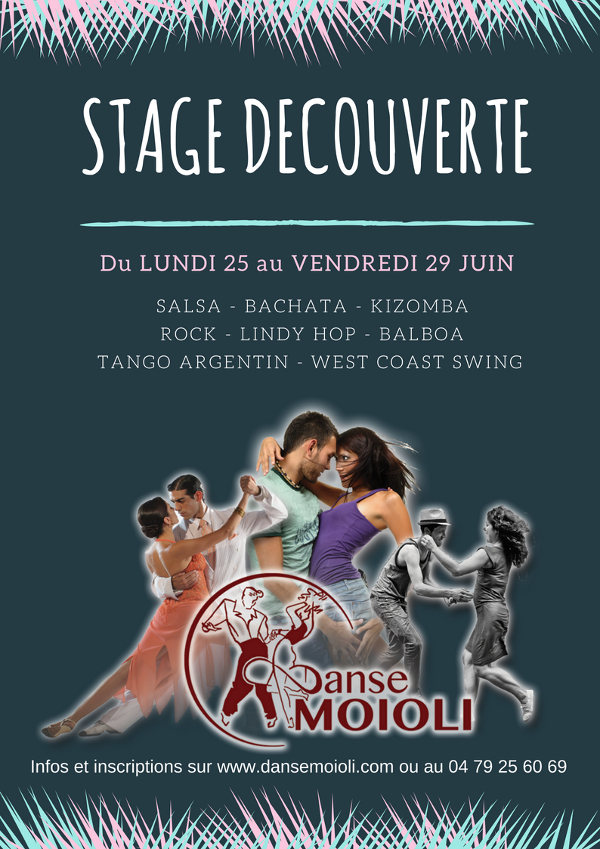 STAGE DECOUVERTE
Du LUNDI 25 au VENDREDI 29 JUIN
SALSA - BACHATA - KIZOMBA
ROCK - LINDY HOP - BALBOA
TANGO ARGENTIN - WEST COAST SWING
Danse
MOIOLI
Infos et inscriptions sur www.dansemoioli.com ou au 04 79 25 60 69